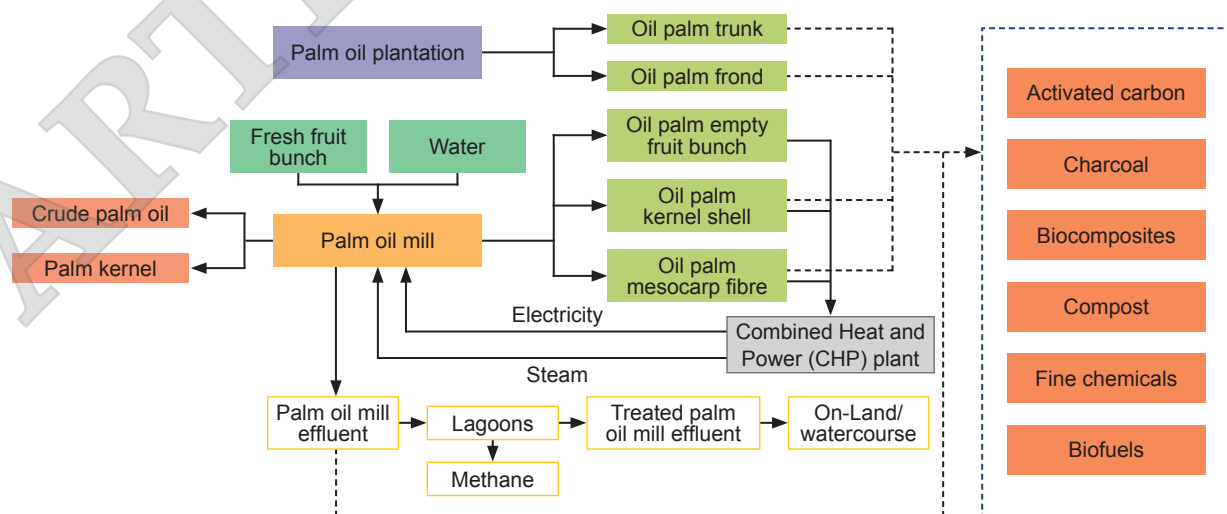 ART
Palm oil plantation
Oil palm trunk
Oil palm frond
Fresh fruit
bunch
Water
Oil palm empty
fruit bunch
Oil palm
kernel shell
Oil palm
mesocarp fibre
Crude palm oil
Palm kernel
Palm oil mill
Electricity
Steam
Combined Heat and
Power (CHP) plant
Palm oil mill
effluent
Lagoons
Treated palm
oil mill effluent
On-Land/
watercourse
Methane
Activated carbon
Charcoal
Biocomposites
Compost
Fine chemicals
Biofuels